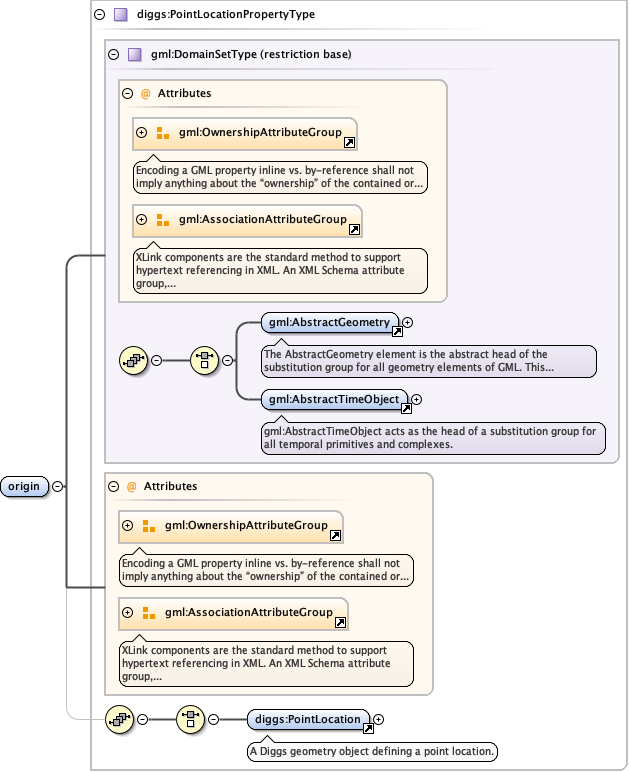 diggs:PointLocationPropertyType
gml:DomainSetType (restriction base)
@ Attributes
gml:OwnershipAttributeGroup
Encoding a GML property inline vs. by-reference shall not
imply anything about the “ownership” of the contained or...
gml:AssociationAttributeGroup
XLink components are the standard method to support
hypertext referencing in XML. An XML Schema attribute
group,...
gml:AbstractGeometry
The AbstractGeometry element is the abstract head of the
substitution group for all geometry elements of GML. This...
gml:AbstractTimeObject
gml:AbstractTimeObject acts as the head of a substitution group for
all temporal primitives and complexes.
origin
@ Attributes
gml:OwnershipAttributeGroup
Encoding a GML property inline vs. by-reference shall not
imply anything about the “ownership” of the contained or...
gml:AssociationAttributeGroup
XLink components are the standard method to support
hypertext referencing in XML. An XML Schema attribute
group,...
diggs:PointLocation
A Diggs geometry object defining a point location.